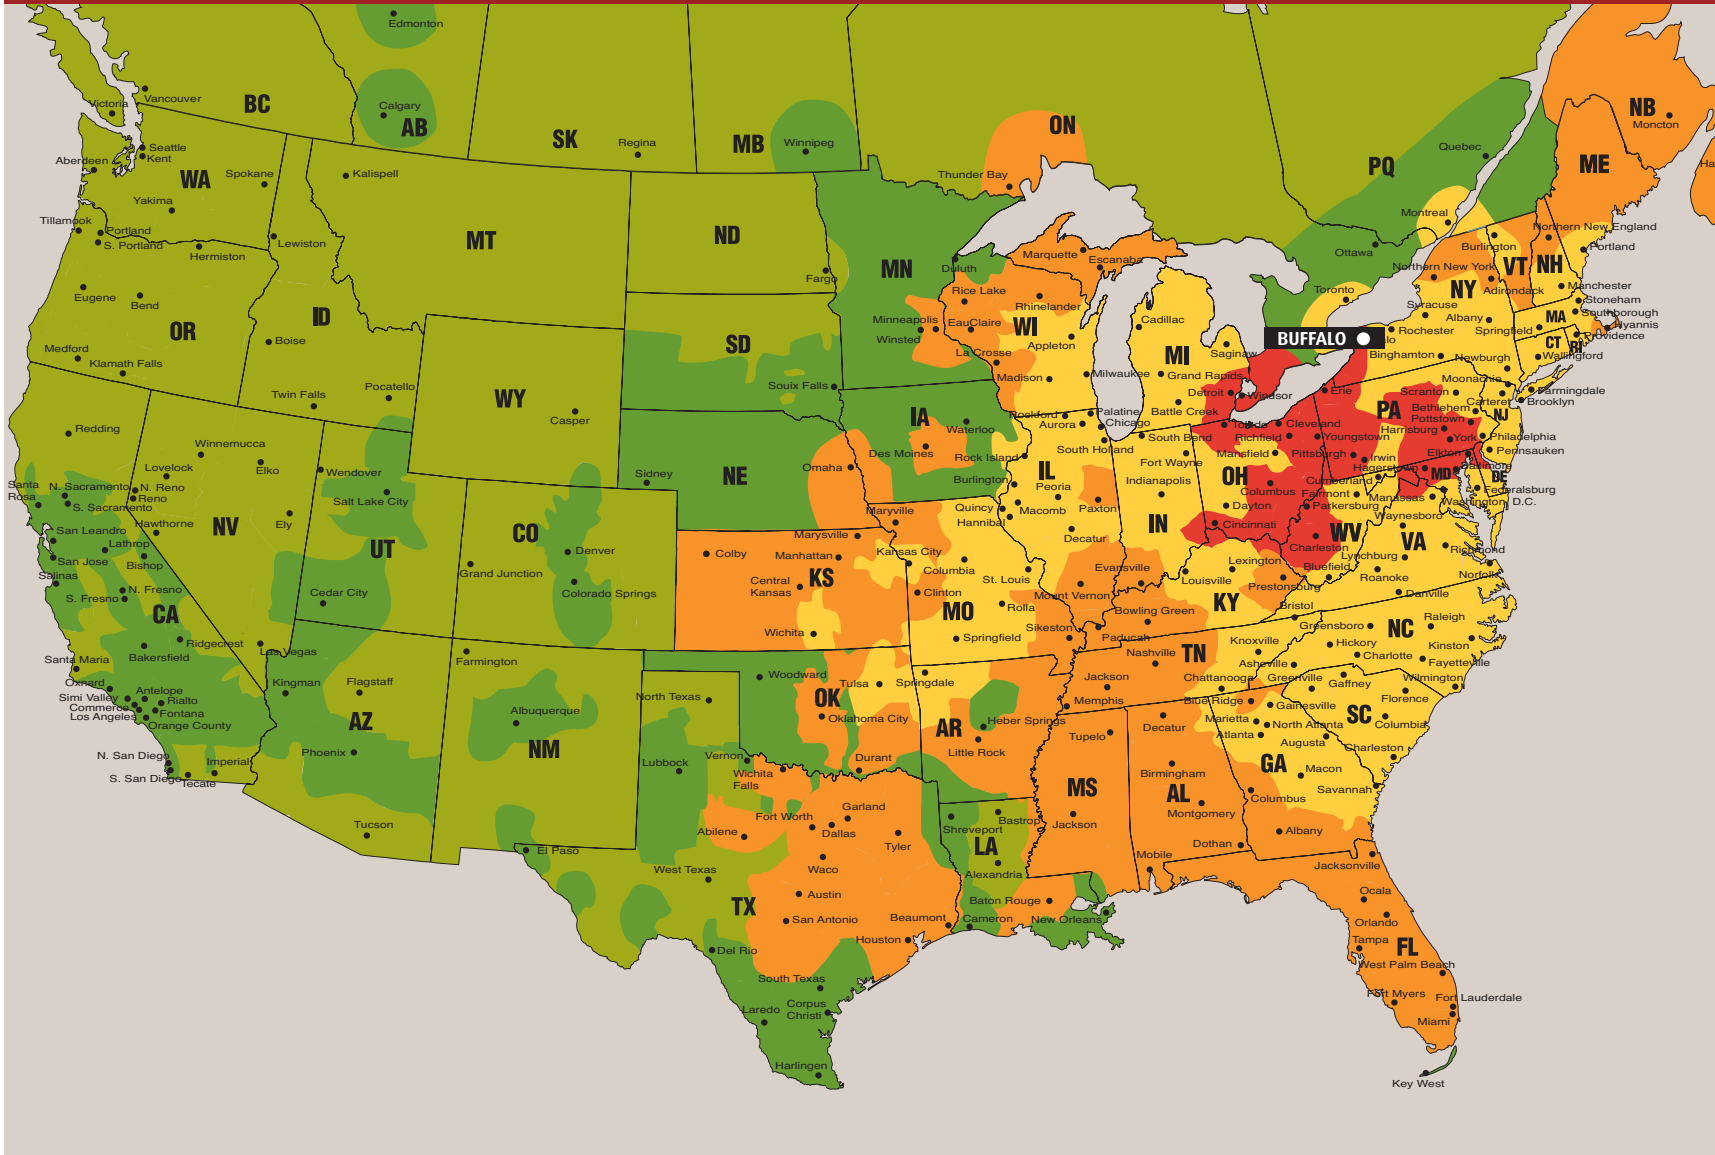 Edmonton
Calgary
AB
BC
Victoria
Vancouver
SK
Regina
MB
Winnipeg
ON
Thunder Bay
PQ
Quebec
Montreal
Ottawa
Toronto
NB
Moncton
Ha
ME
Seattle
Kent
Aberdeen
WA
Spokane
Yakima
Kalispell
Tillamook
Portland
S. Portland
Hermiston
Lewiston
MT
ND
Fargo
MN
Duluth
Marquette
Escanaba
Northern New England
Portland
Burlington
VT
NH
Northern New York
Adirondack
NY
Manchester
Stoneham
Southborough
Hyannis
Providence
MA
CT
RI
Wallingford
Springfield
Albany
Syracuse
Rochester
lo
BUFFALO
Binghamton
Newburgh
Eugene
Bend
OR
ID
Boise
Medford
Klamath Falls
Twin Falls
Pocatello
WY
Casper
SD
Souix Falls
Minneapolis
Winsted
Rice Lake
EauClaire
Rhinelander
WI
Appleton
La Crosse
Madison
Milwaukee
Cadillac
MI
Saginaw
Grand Rapids
Detroit
Windsor
Battle Creek
Erie
Moonachie
Farmingdale
Brooklyn
Scranton
Carteret
PA
Bethlehem
Pottstown
NJ
Harrisburg
York
Philadelphia
Pennsauken
Redding
Winnemucca
Lovelock
Elko
N. Reno
Reno
Wendover
Salt Lake City
Santa
Rosa
N. Sacramento
S. Sacramento
Hawthorne
NV
Ely
San Leandro
Lathrop
San Jose
Bishop
Salinas
N. Fresno
S. Fresno
CA
UT
Cedar City
CO
Denver
Grand Junction
Colorado Springs
Sidney
NE
Omaha
IA
Waterloo
Des Moines
Rockford
Aurora
Palatine
Chicago
South Holland
Rock Island
IL
Burlington
Peoria
Quincy
Macomb
Hannibal
Paxton
Decatur
South Bend
Fort Wayne
Indianapolis
IN
Toledo
Cleveland
Richfield
Mansfield
Youngstown
Pittsburgh
Irwin
OH
Columbus
Dayton
Cincinnati
Hagerstown
Cumberland
Fairmont
Parkersburg
Elkton
Baltimore
MD
DE
Federalsburg
Washington, D.C.
Manassas
WV
Charleston
Waynesboro
VA
Lynchburg
Richmond
Bluefield
Roanoke
Norfolk
Danville
Maryville
Marysville
Colby
Manhattan
Kansas City
KS
Central
Kansas
Wichita
Columbia
St. Louis
Clinton
MO
Rolla
Springfield
Mount Vernon
Evansville
Sikeston
Paducah
Bowling Green
Louisville
Lexington
Prestonsburg
KY
Bristol
Greensboro
Raleigh
NC
Hickory
Kinston
Charlotte
Fayetteville
Wilmington
Santa Maria
Bakersfield
Ridgecrest
Las Vegas
Oxnard
Simi Valley
Commerce
Los Angeles
Antelope
Rialto
Fontana
Orange County
N. San Diego
S. San Diego
Tecate
Imperial
Kingman
Flagstaff
AZ
Phoenix
Tucson
Farmington
Albuquerque
NM
El Paso
North Texas
Woodward
OK
Tulsa
Oklahoma City
Durant
Springdale
AR
Heber Springs
Little Rock
Nashville
TN
Knoxville
Asheville
Jackson
Memphis
Chattanooga
Greenville
Gaffney
Blue Ridge
Gainesville
Florence
SC
Columbia
Marietta
North Atlanta
Atlanta
Augusta
Charleston
Tupelo
Decatur
GA
Macon
Savannah
Columbus
Albany
Birmingham
AL
Montgomery
Dothan
Mobile
MS
Jackson
Lubbock
Vernon
Wichita
Falls
Abilene
Fort Worth
Garland
Dallas
Tyler
Waco
West Texas
TX
Austin
San Antonio
Beaumont
Houston
Del Rio
South Texas
Laredo
Corpus
Christi
Harlingen
Shreveport
Bastrop
LA
Alexandria
Baton Rouge
Cameron
New Orleans
Jacksonville
Ocala
Orlando
Tampa
FL
West Palm Beach
Fort Myers
Fort Lauderdale
Miami
Key West